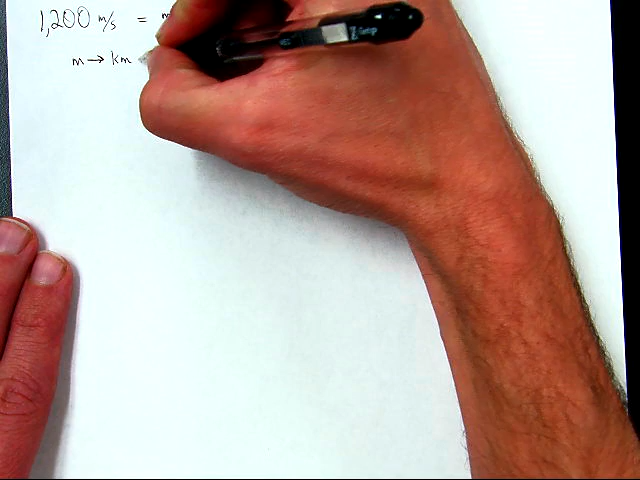 1,200 m/s = m
m → km